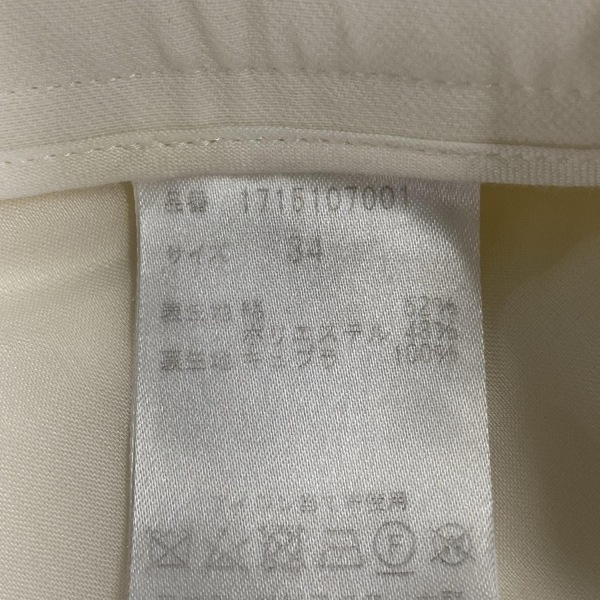 品番 1715107001
サイズ 34
表生地 綿 52%
ポリエステル 48%
裏生地 キュプラ 100%
アイロン当て布使用
F